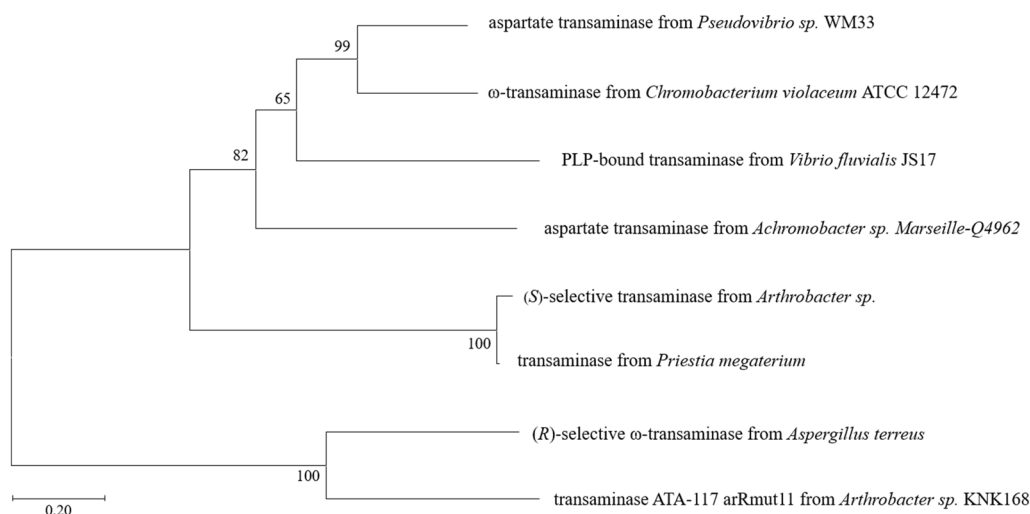 aspartate transaminase from Pseudovibrio sp. WM33
99
ω-transaminase from Chromobacterium violaceum ATCC 12472
65
PLP-bound transaminase from Vibrio fluvialis JS17
82
aspartate transaminase from Achromobacter sp. Marseille-Q4962
(S)-selective transaminase from Arthrobacter sp.
100
transaminase from Priestia megaterium
(R)-selective ω-transaminase from Aspergillus terreus
100
transaminase ATA-117 arRmut11 from Arthrobacter sp. KNK168
0.20